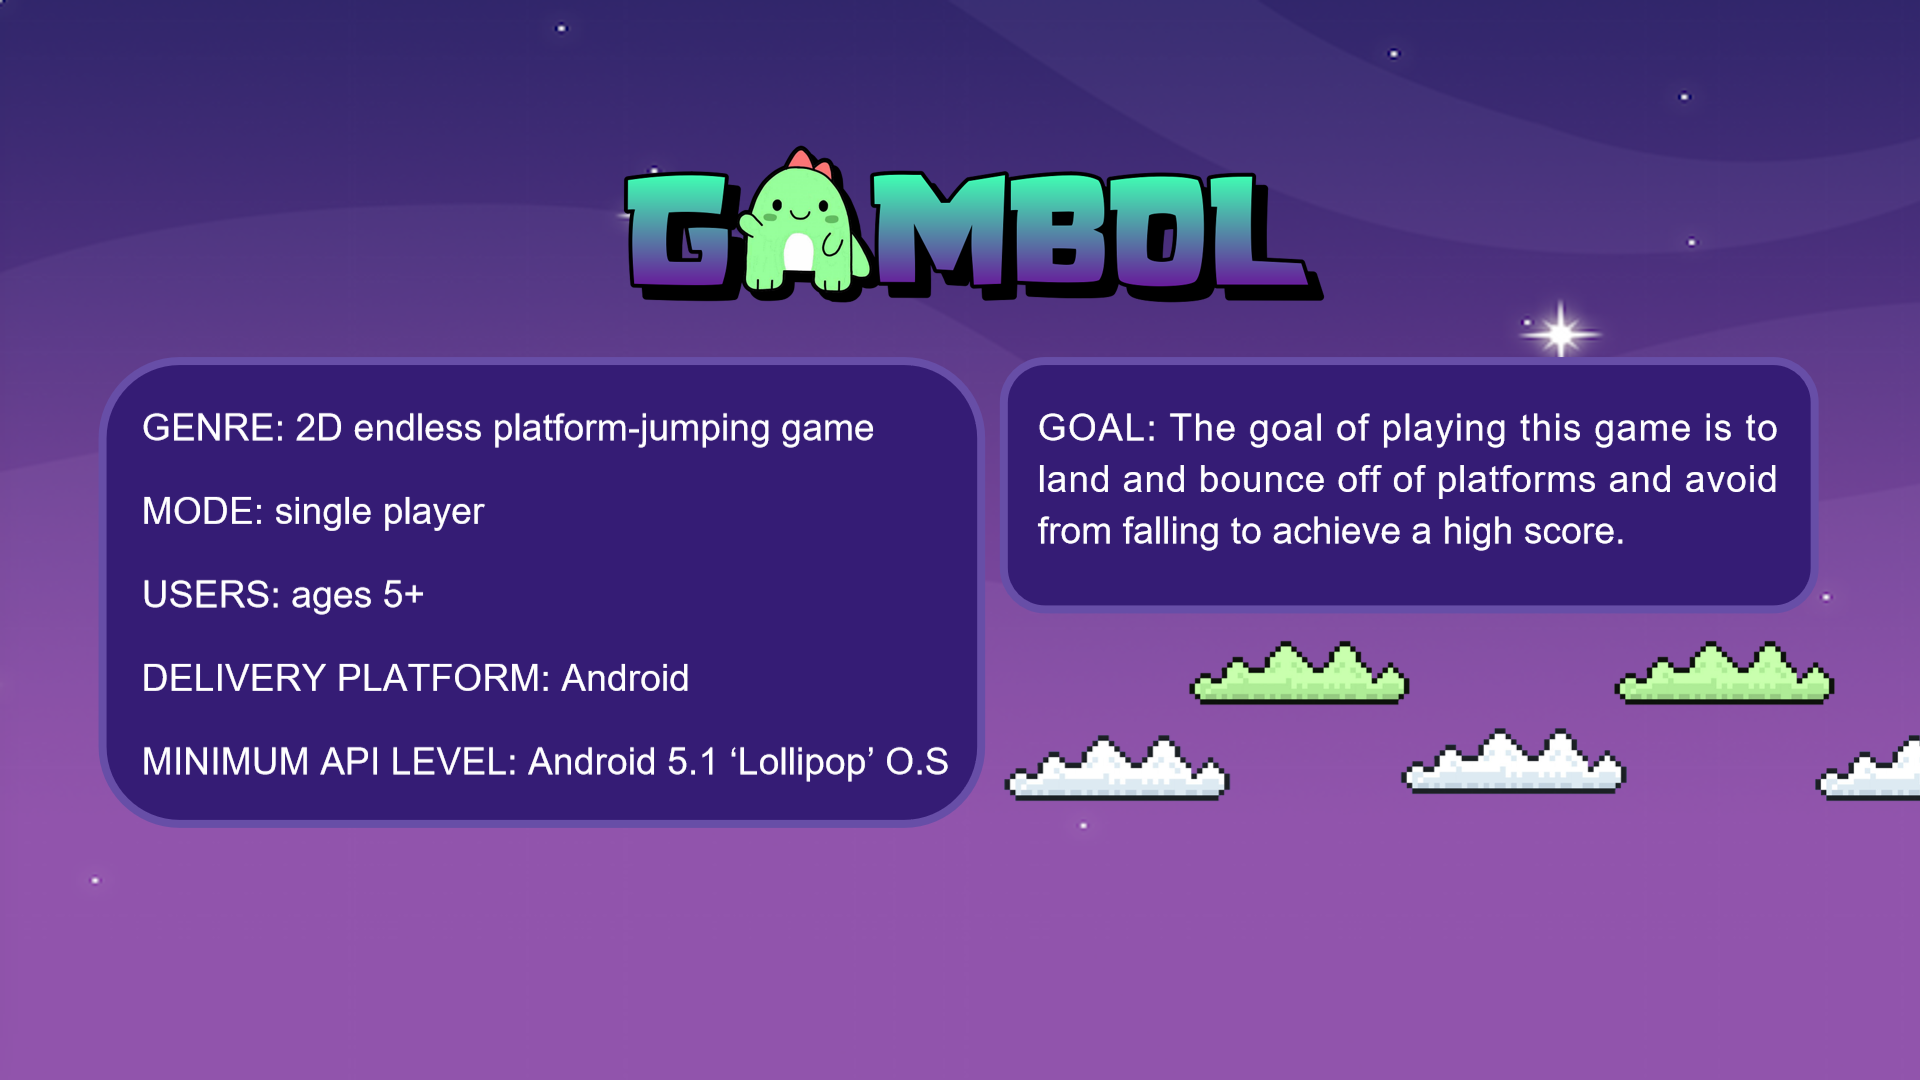 GAMBOL
GENRE: 2D endless platform-jumping game
MODE: single player
USERS: ages 5+
DELIVERY PLATFORM: Android
MINIMUM API LEVEL: Android 5.1 ‘Lollipop’ O.S
GOAL: The goal of playing this game is to
land and bounce off of platforms and avoid
from falling to achieve a high score.